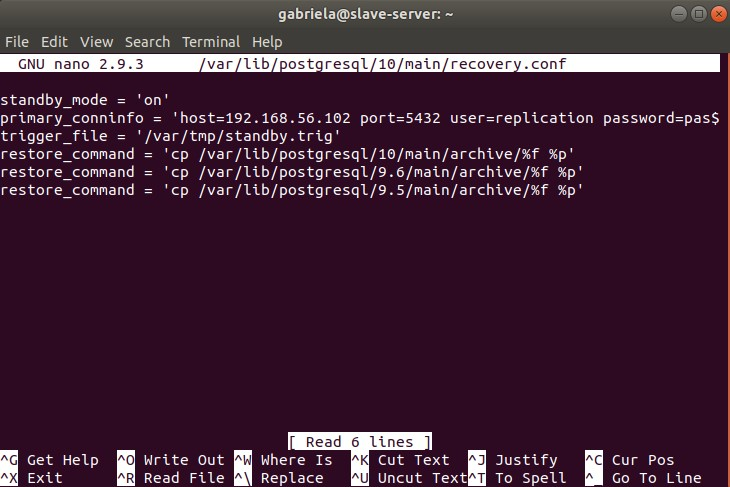 gabriela@slave-server: ~
File Edit View Search Terminal Help
GNU nano 2.9.3 /var/lib/postgresql/10/main/recovery.conf
standby_mode = 'on'
primary_conninfo = 'host=192.168.56.102 port=5432 user=replication password=pas$
trigger_file = '/var/tmp/standby.trig'
restore_command = 'cp /var/lib/postgresql/10/main/archive/%f %p'
restore_command = 'cp /var/lib/postgresql/9.6/main/archive/%f %p'
restore_command = 'cp /var/lib/postgresql/9.5/main/archive/%f %p'
[ Read 6 lines ]
^G Get Help ^O Write Out ^W Where Is ^K Cut Text ^J Justify ^C Cur Pos
^X Exit ^R Read File ^\ Replace ^U Uncut Text ^T To Spell ^_ Go To Line